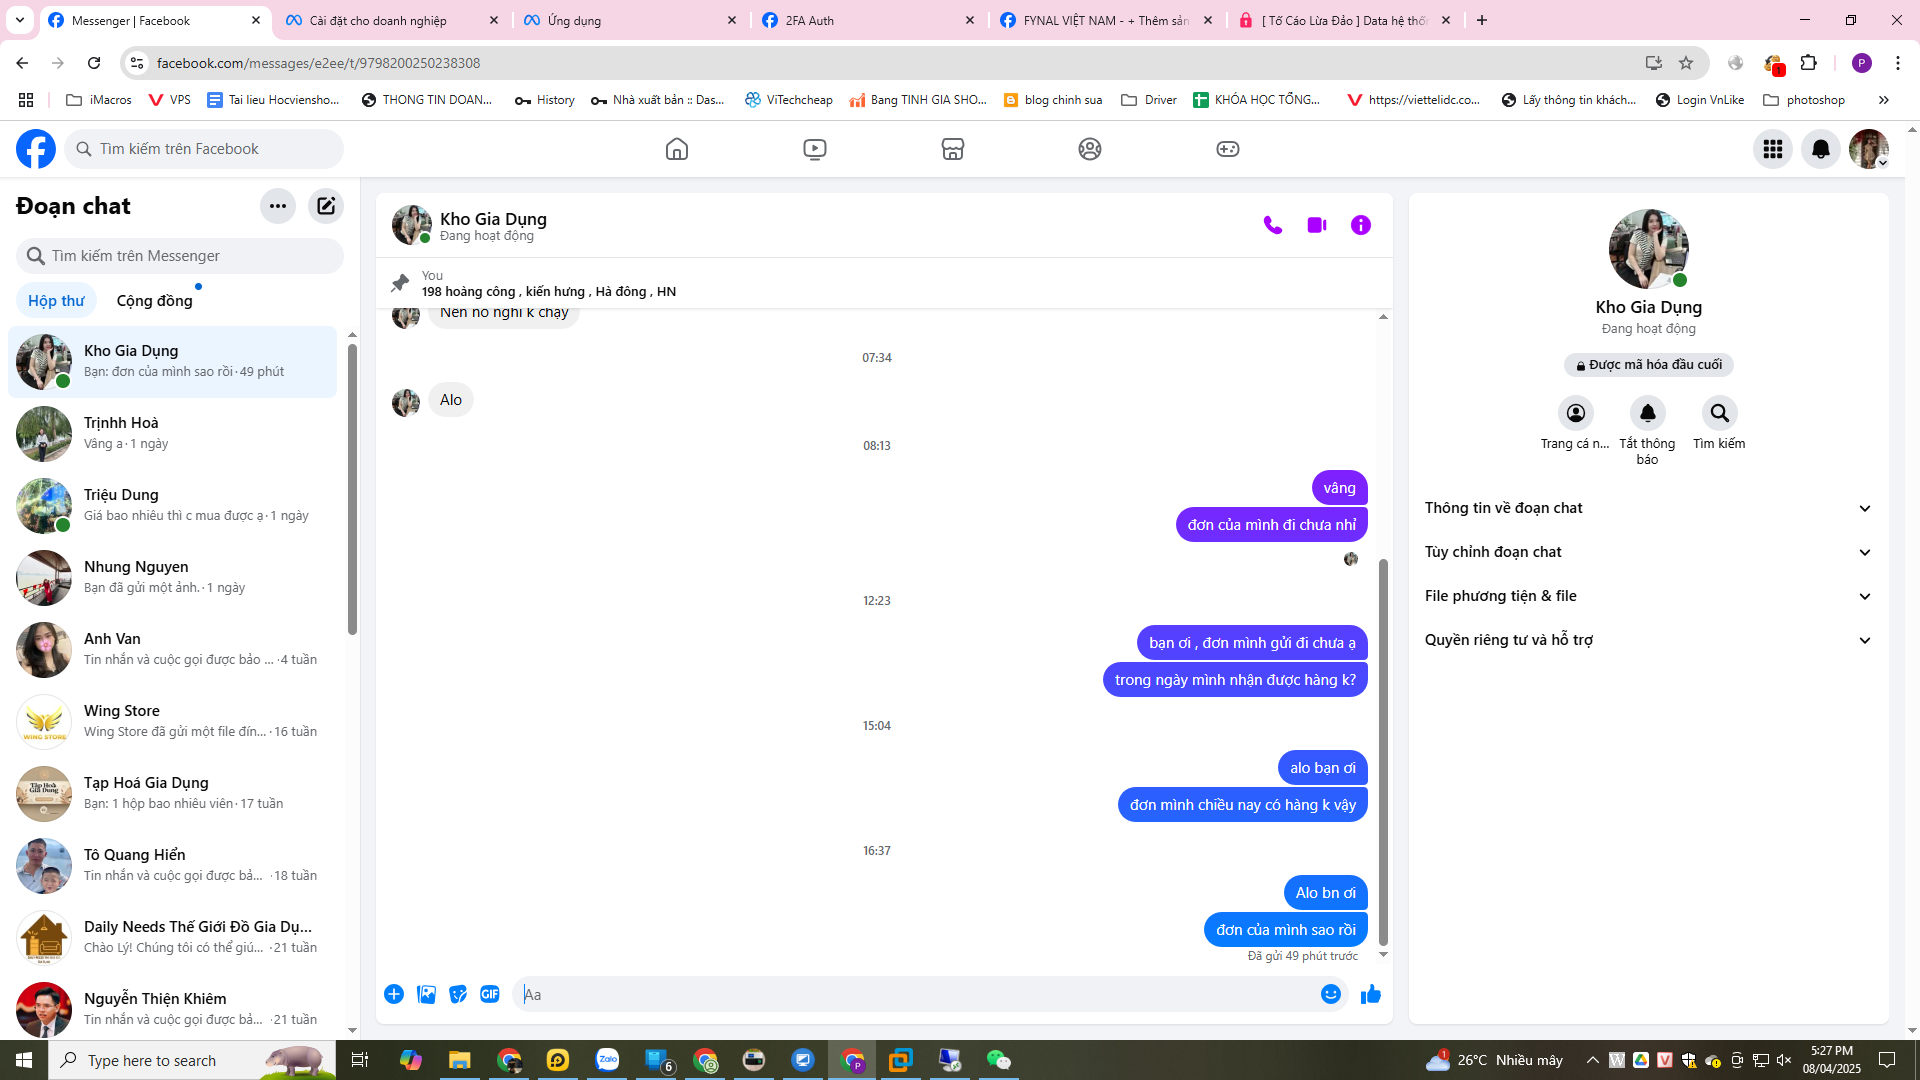 Messenger | Facebook
Cài đặt cho doanh nghiệp
Ứng dụng
2FA Auth
FYNAL VIỆT NAM - + Thêm sản
[ Tố Cáo Lừa Đảo ] Data hệ thốn
facebook.com/messages/e2ee/t/9798200250238308
P
iMacros
VPS
Tai lieu Hocviensho...
THONG TIN DOAN...
History
Nhà xuất bản :: Das...
ViTechcheap
Bang TINH GIA SHO...
blog chinh sua
Driver
KHÓA HỌC TỔNG...
https://viettelidc.co...
Lấy thông tin khách...
Login VnLike
photoshop
Tìm kiếm trên Facebook
Đoạn chat
Tìm kiếm trên Messenger
Hộp thư
Cộng đồng
Kho Gia Dụng
Bạn: đơn của mình sao rồi · 49 phút
Trịnhh Hoà
Vâng a · 1 ngày
Triệu Dung
Giá bao nhiêu thì c mua được ạ · 1 ngày
Nhung Nguyen
Bạn đã gửi một ảnh. · 1 ngày
Anh Van
Tin nhắn và cuộc gọi được bảo ... · 4 tuần
Wing Store
Wing Store đã gửi một file đín... · 16 tuần
WING STORE
Tạp Hoá Gia Dụng
Bạn: 1 hộp bao nhiêu viên · 17 tuần
Tô Quang Hiển
Tin nhắn và cuộc gọi được bả... · 18 tuần
Daily Needs Thế Giới Đồ Gia Dụ...
Chào Lý! Chúng tôi có thể giú... · 21 tuần
Nguyễn Thiện Khiêm
Tin nhắn và cuộc gọi được bả... · 21 tuần
Kho Gia Dụng
Đang hoạt động
You
198 hoàng công , kiến hưng , Hà đông , HN
Nên nó nghỉ k chạy
07:34
Alo
08:13
vâng
đơn của mình đi chưa nhỉ
12:23
bạn ơi , đơn mình gửi đi chưa ạ
trong ngày mình nhận được hàng k?
15:04
alo bạn ơi
đơn mình chiều nay có hàng k vậy
16:37
Alo bn ơi
đơn của mình sao rồi
Đã gửi 49 phút trước
GIF
Aa
Kho Gia Dụng
Đang hoạt động
Được mã hóa đầu cuối
Trang cá n...
Tắt thông báo
Tìm kiếm
Thông tin về đoạn chat
Tùy chỉnh đoạn chat
File phương tiện & file
Quyền riêng tư và hỗ trợ
Type here to search
Zalo
6
1
26°C Nhiều mây
5:27 PM
08/04/2025